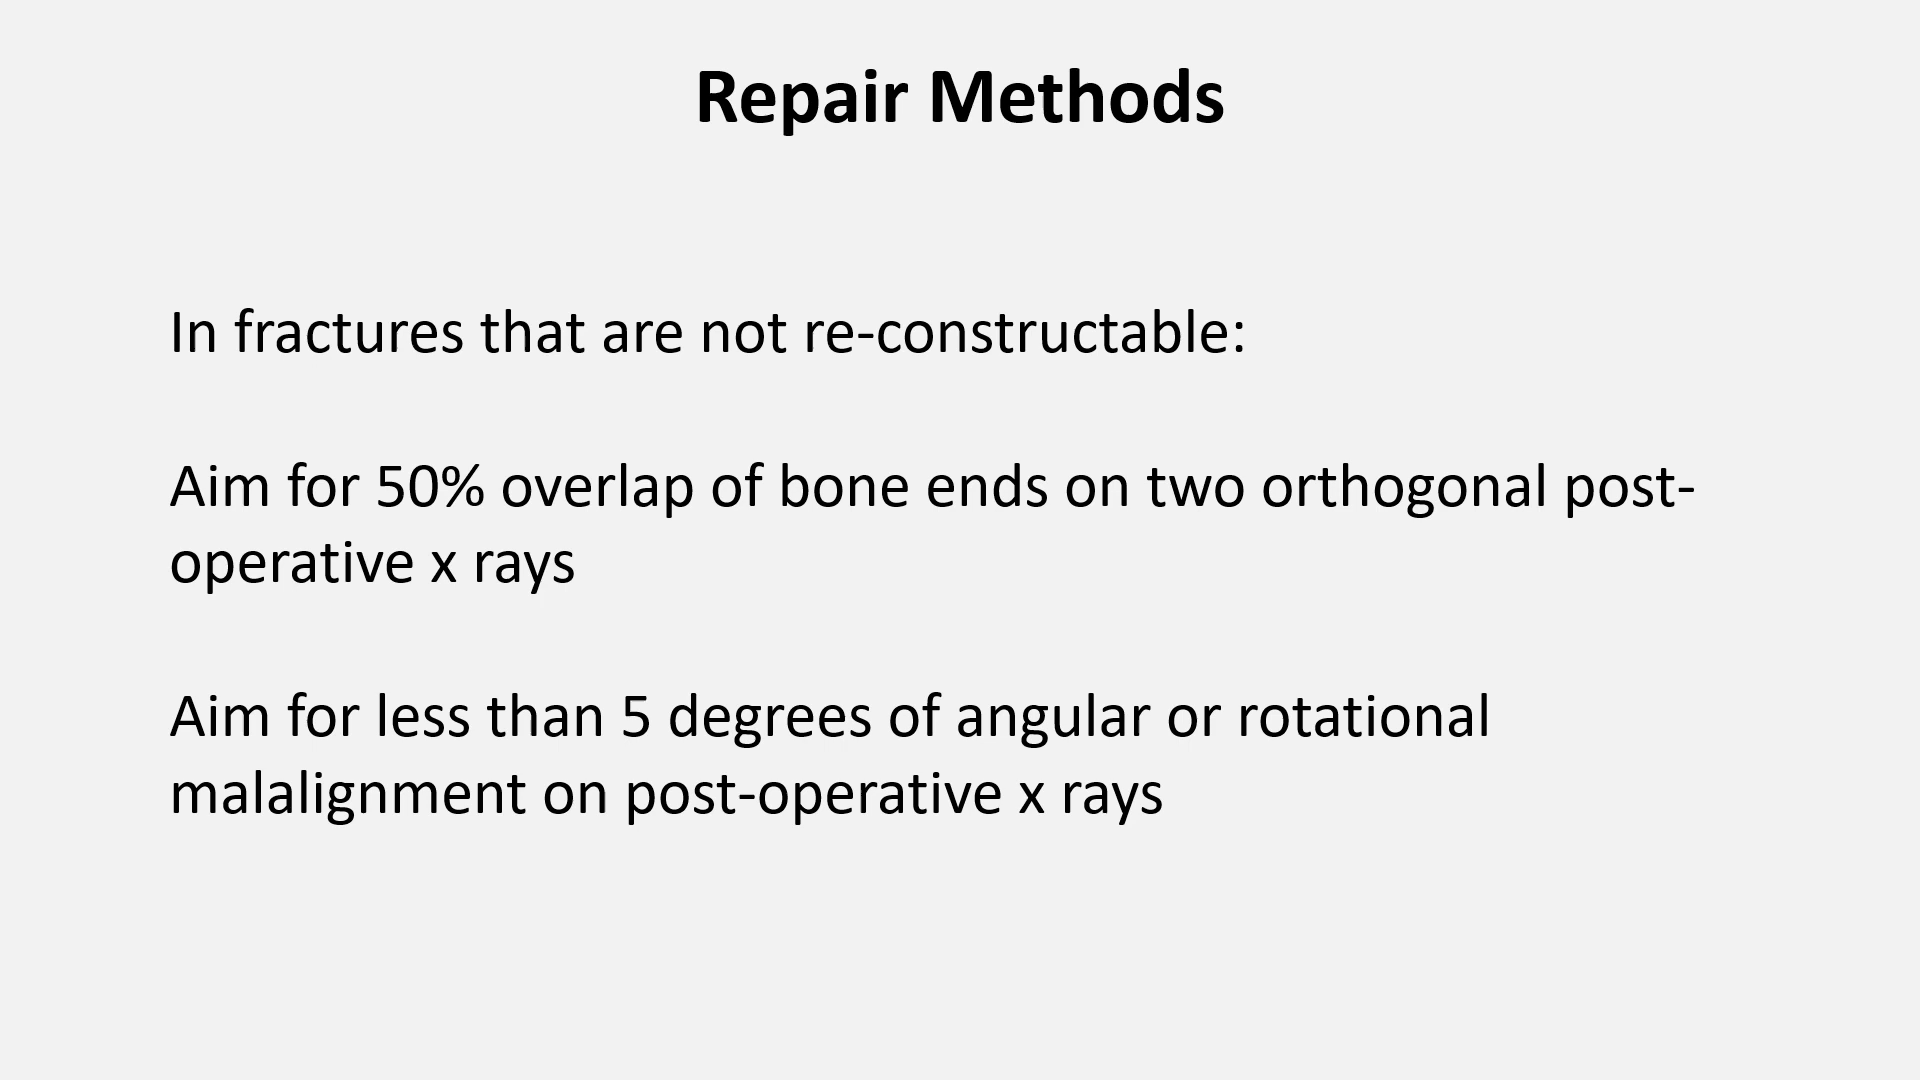 Repair Methods
In fractures that are not re-constructable:
Aim for 50% overlap of bone ends on two orthogonal post-
operative x rays
Aim for less than 5 degrees of angular or rotational
malalignment on post-operative x rays